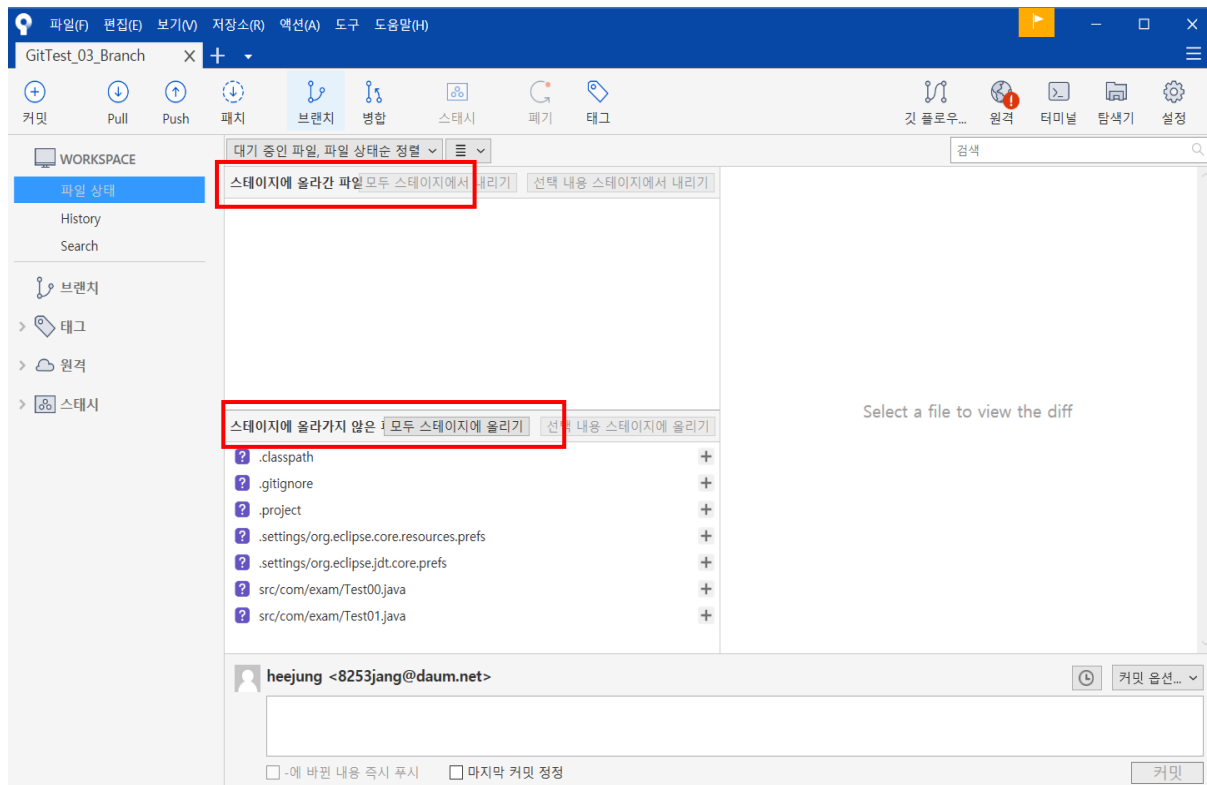 파일(F) 편집(E) 보기(V) 저장소(R) 액션(A) 도구 도움말(H)
GitTest_03_Branch
커밋 Pull Push 패치 브랜치 병합 스태시 폐기 태그 깃 플로우... 원격 터미널 탐색기 설정
WORKSPACE
파일 상태
History
Search
브랜치
태그
원격
스태시
대기 중인 파일, 파일 상태순 정렬
검색
스테이지에 올라간 파일 모두 스테이지에서 내리기 선택 내용 스테이지에서 내리기
스테이지에 올라가지 않은 모두 스테이지에 올리기 선택 내용 스테이지에 올리기
.classpath
.gitignore
.project
.settings/org.eclipse.core.resources.prefs
.settings/org.eclipse.jdt.core.prefs
src/com/exam/Test00.java
src/com/exam/Test01.java
Select a file to view the diff
heejung <8253jang@daum.net>
커밋 옵션...
-에 바뀐 내용 즉시 푸시 마지막 커밋 정정
커밋